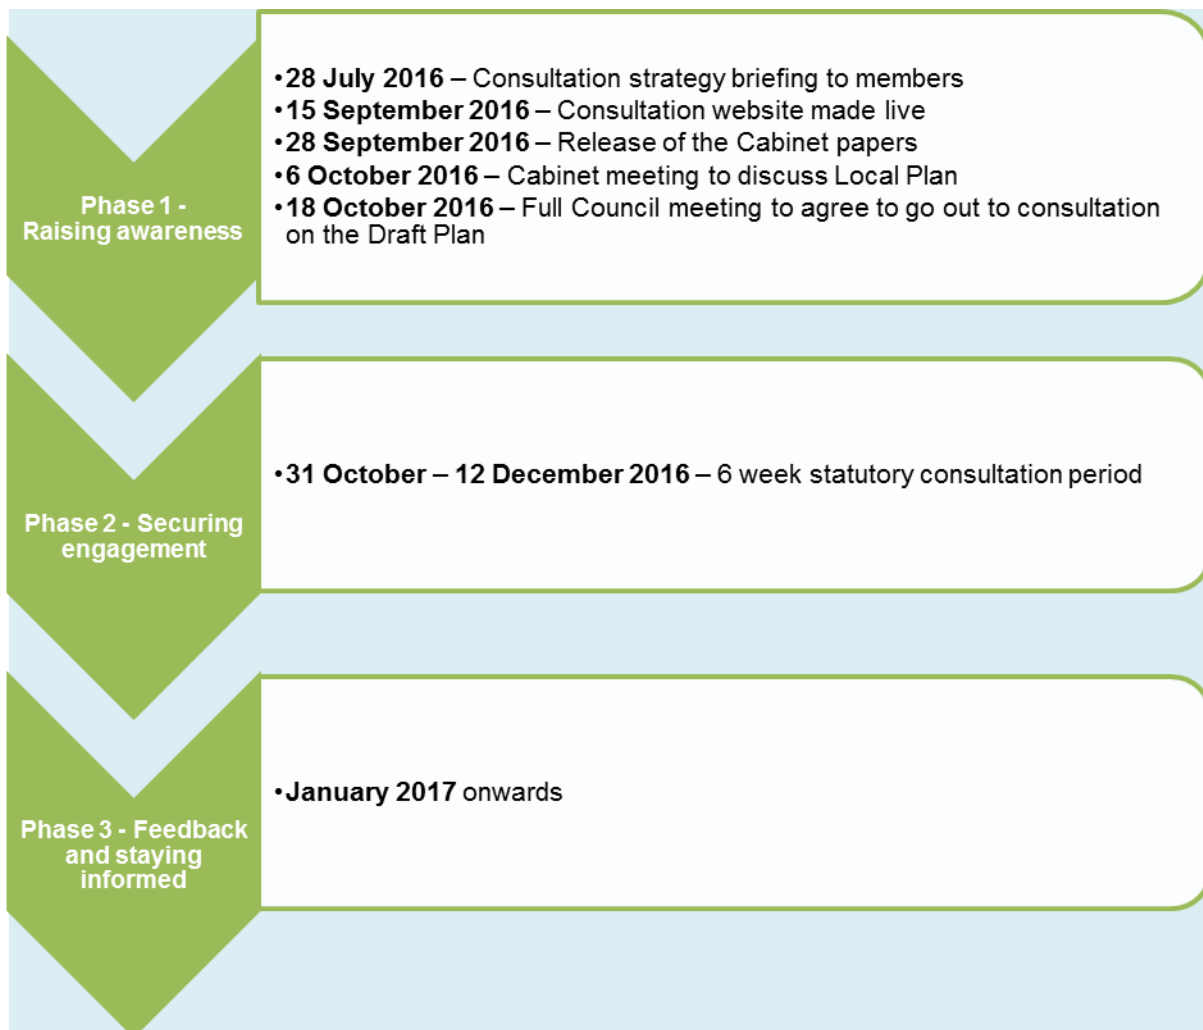 Phase 1 -
Raising awareness
•28 July 2016 – Consultation strategy briefing to members
•15 September 2016 – Consultation website made live
•28 September 2016 – Release of the Cabinet papers
•6 October 2016 – Cabinet meeting to discuss Local Plan
•18 October 2016 – Full Council meeting to agree to go out to consultation
on the Draft Plan
Phase 2 - Securing
engagement
•31 October – 12 December 2016 – 6 week statutory consultation period
Phase 3 - Feedback
and staying
informed
•January 2017 onwards